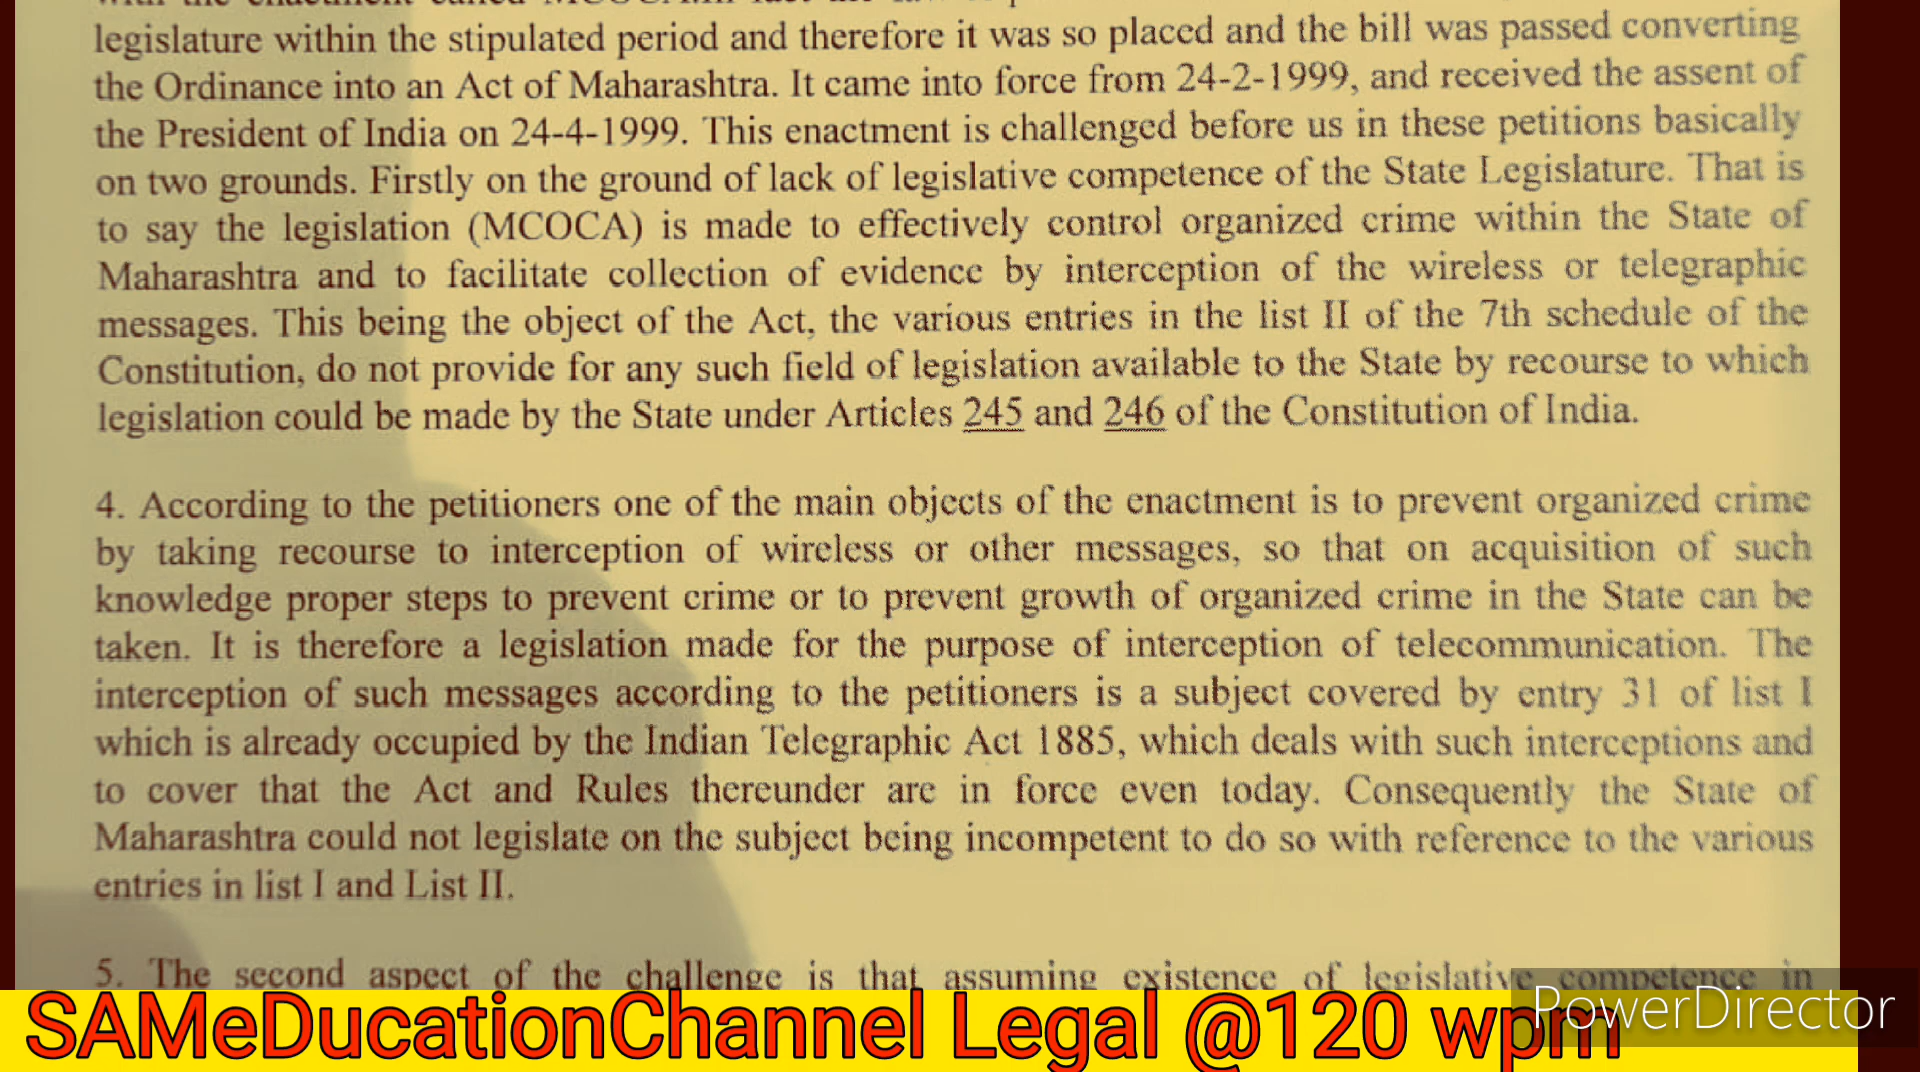 legislature within the stipulated period and therefore it was so placed and the bill was passed converting
the Ordinance into an Act of Maharashtra. It came into force from 24-2-1999, and received the assent of
the President of India on 24-4-1999. This enactment is challenged before us in these petitions basically
on two grounds. Firstly on the ground of lack of legislative competence of the State Legislature. That is
to say the legislation (MCOCA) is made to effectively control organized crime within the State of
Maharashtra and to facilitate collection of evidence by interception of the wireless or telegraphic
messages. This being the object of the Act, the various entries in the list II of the 7th schedule of the
Constitution, do not provide for any such field of legislation available to the State by recourse to which
legislation could be made by the State under Articles 245 and 246 of the Constitution of India.
4. According to the petitioners one of the main objects of the enactment is to prevent organized crime
by taking recourse to interception of wireless or other messages, so that on acquisition of such
knowledge proper steps to prevent crime or to prevent growth of organized crime in the State can be
taken. It is therefore a legislation made for the purpose of interception of telecommunication. The
interception of such messages according to the petitioners is a subject covered by entry 31 of list I
which is already occupied by the Indian Telegraphic Act 1885, which deals with such interceptions and
to cover that the Act and Rules thereunder are in force even today. Consequently the State of
Maharashtra could not legislate on the subject being incompetent to do so with reference to the various
entries in list I and List II.
5. The second aspect of the challenge is that assuming existence of legislative competence in
SAMeDucationChannel Legal @120 wpm
PowerDirector